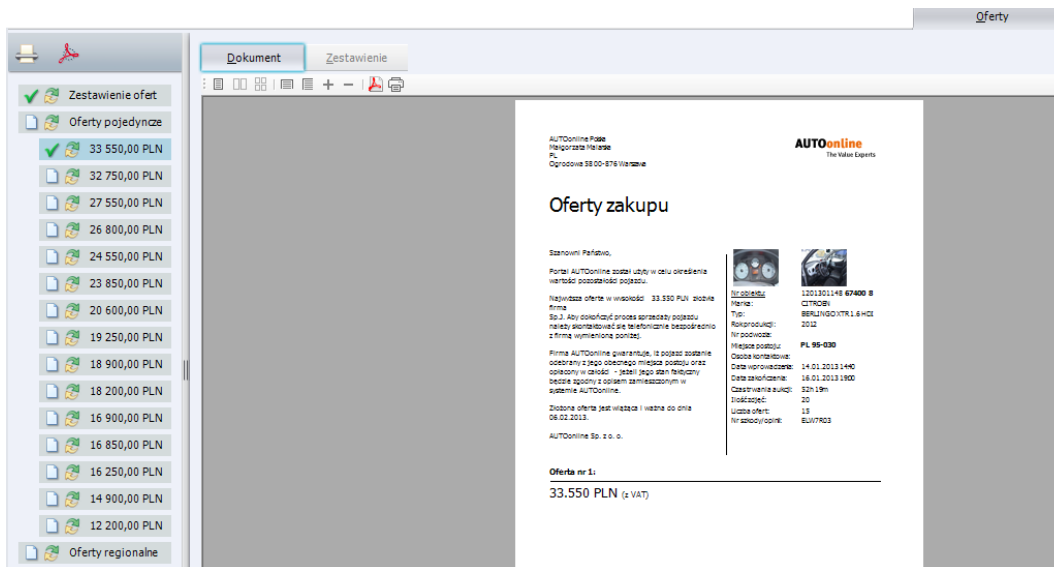 Oferty
Dokument
Zestawienie
Zestawienie ofert
Oferty pojedyncze
33 550,00 PLN
32 750,00 PLN
27 550,00 PLN
26 800,00 PLN
24 550,00 PLN
23 850,00 PLN
20 600,00 PLN
19 250,00 PLN
18 900,00 PLN
18 200,00 PLN
16 900,00 PLN
16 850,00 PLN
16 250,00 PLN
14 900,00 PLN
12 200,00 PLN
Oferty regionalne
AUTOonline Polska
Małgorzata Malarska
PL
Ogrodowa 58 00-876 Warszawa
AUTOonline
The Value Experts
Oferty zakupu
Szanowni Państwo,
Portal AUTOonline został użyty w celu określenia
wartości pozostałości pojazdu.
Najwyższa oferta w wysokości 33.550 PLN złożyła
firma
Sp.J. Aby dokończyć proces sprzedaży pojazdu
należy skontaktować się telefonicznie bezpośrednio
z firmą wymienioną poniżej.
Firma AUTOonline gwarantuje, iż pojazd zostanie
odebrany z jego obecnego miejsca postoju oraz
opłacony w całości - jeżeli jego stan faktyczny
będzie zgodny z opisem zamieszczonym w
systemie AUTOonline.
Złożona oferta jest wiążąca i ważna do dnia
06.02.2013.
AUTOonline Sp. z o. o.
Nr obiektu: 1201301148 67400 8
Marka: CITROEN
Typ: BERLINGO XTR 1.6 HDI
Rok produkcji: 2012
Nr podwozia:
Miejsce postoju: PL 95-030
Osoba kontaktowa:
Data wprowadzenia: 14.01.2013 14:40
Data zakończenia: 16.01.2013 19:00
Czas trwania aukcji: 52h 19m
Ilość zdjęć: 20
Liczba ofert: 15
Nr szkody/opinii: ELW7R03
Oferta nr 1:
33.550 PLN (z VAT)